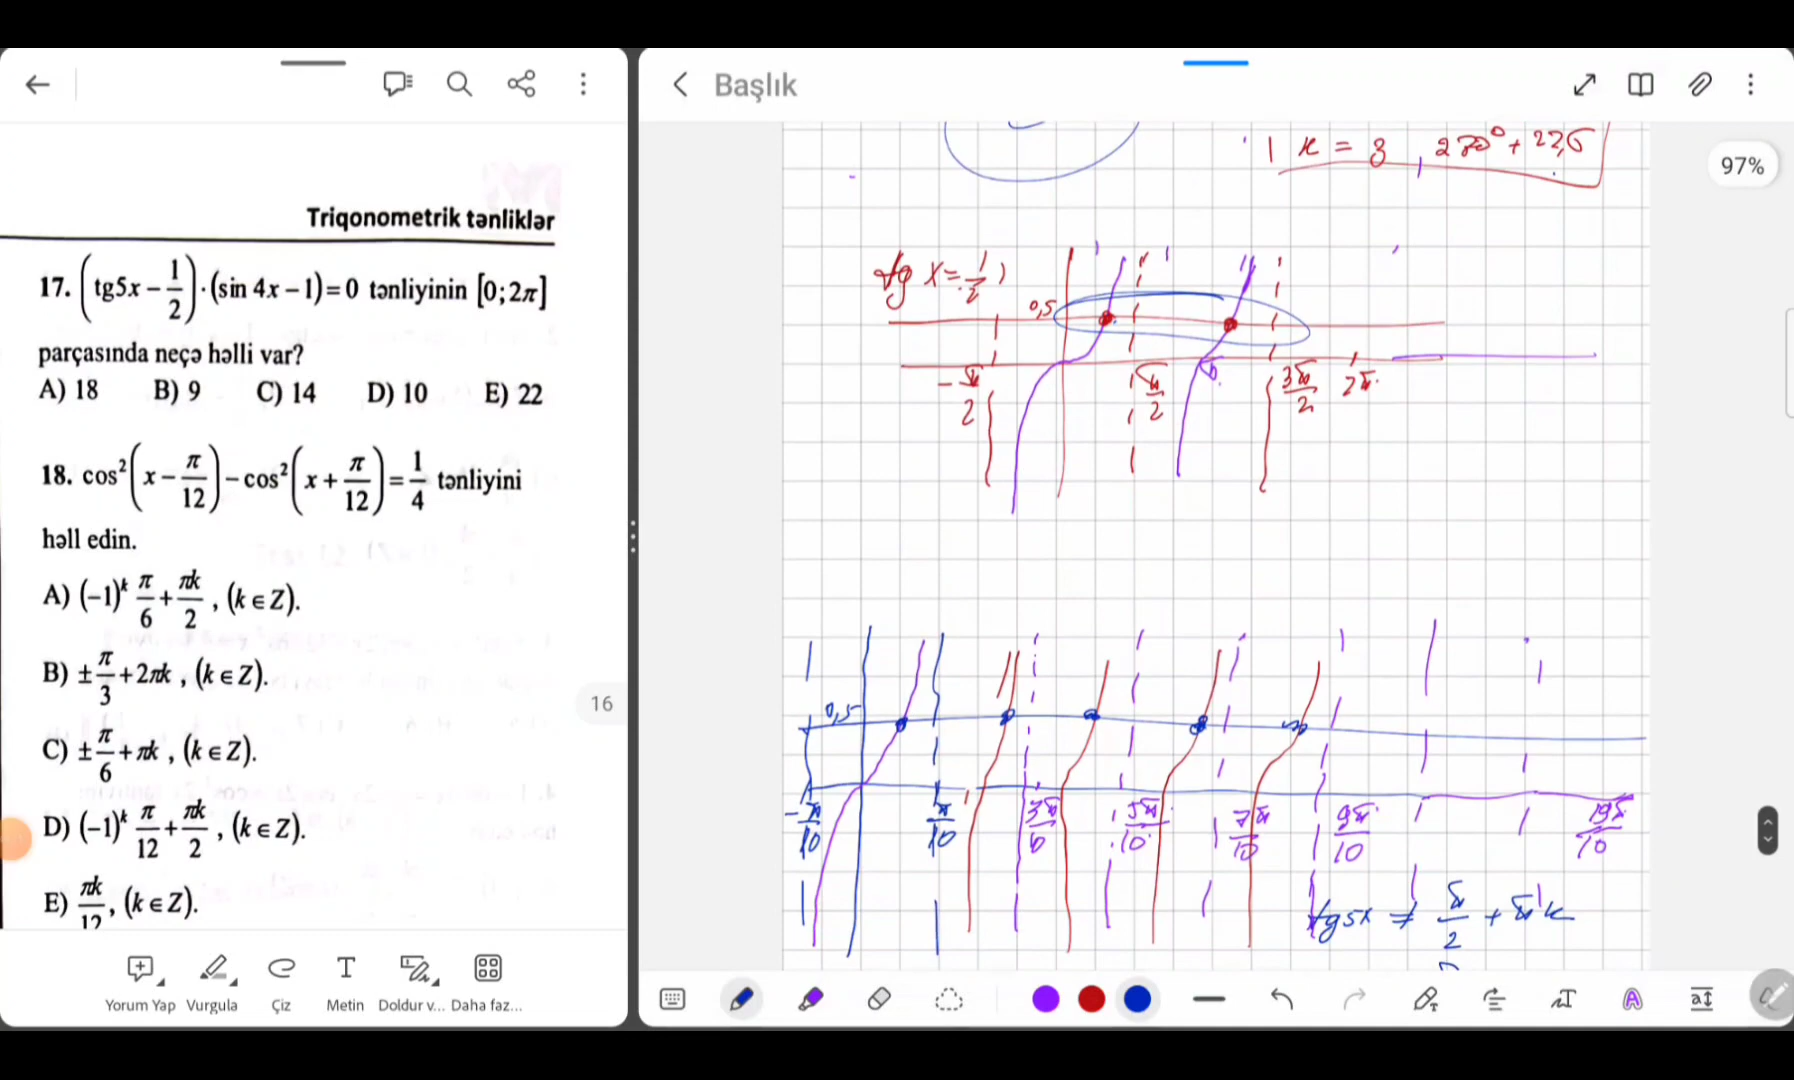 Triqonometrik tənliklər
17. (tg5x − 1/2) · (sin 4x − 1) = 0 tənliyinin [0; 2π]
parçasında neçə həlli var?
A) 18 B) 9 C) 14 D) 10 E) 22
18. cos²(x − π/12) − cos²(x + π/12) = 1/4 tənliyini
həll edin.
A) (−1)ᵏ π/6 + πk/2 , (k ∈ Z).
B) ± π/3 + 2πk , (k ∈ Z).
C) ± π/6 + πk , (k ∈ Z).
D) (−1)ᵏ π/12 + πk/2 , (k ∈ Z).
E) πk/12 , (k ∈ Z).
16
Yorum Yap Vurgula Çiz Metin Doldur v... Daha faz...
Başlık
97%
k = 3 , 270° + 22,5
tg x = 1/2
0,5
−π/2 π/2 π 3π/2 2π
0,5
−π/10 π/10 5π/10 7π/10 9π/10 19π/10
tg5x ≠ π/2 + πk